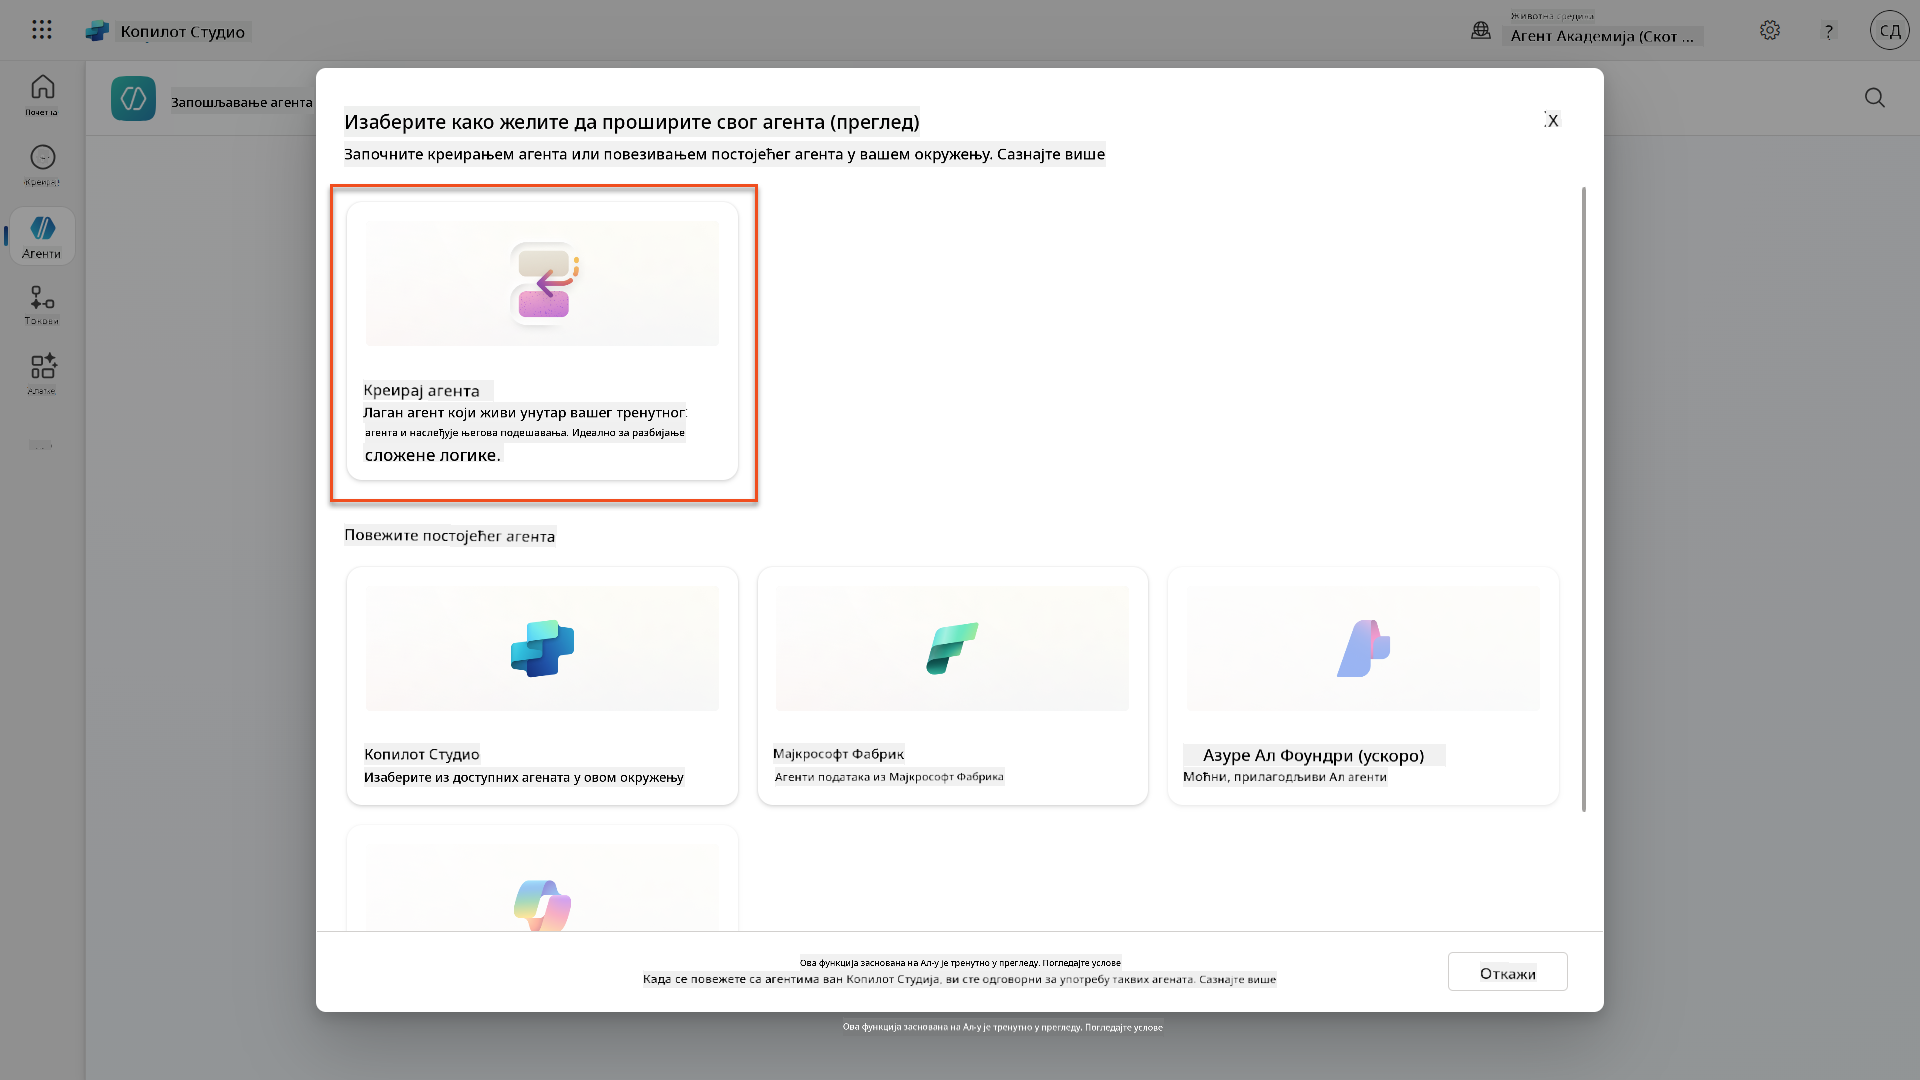 Копилот Студио
Животна средина
Агент Академија (Скот ...
?
СД
Почетна
Креирај
Агенти
Токови
Алатке
Запошљавање агента
Изаберите како желите да проширите свог агента (преглед)
X
Започните креирањем агента или повезивањем постојећег агента у вашем окружењу. Сазнајте више
Креирај агента
Лаган агент који живи унутар вашег тренутног
агента и наслеђује његова подешавања. Идеално за разбијање
сложене логике.
Повежите постојећег агента
Копилот Студио
Изаберите из доступних агената у овом окружењу
Мајкрософт Фабрик
Агенти података из Мајкрософт Фабрика
Азуре Ал Фоундри (ускоро)
Моћни, прилагодљиви Ал агенти
Ова функција заснована на Ал-у је тренутно у прегледу. Погледајте услове
Када се повежете са агентима ван Копилот Студија, ви сте одговорни за употребу таквих агената. Сазнајте више
Откажи
Ова функција заснована на Ал-у је тренутно у прегледу. Погледајте услове